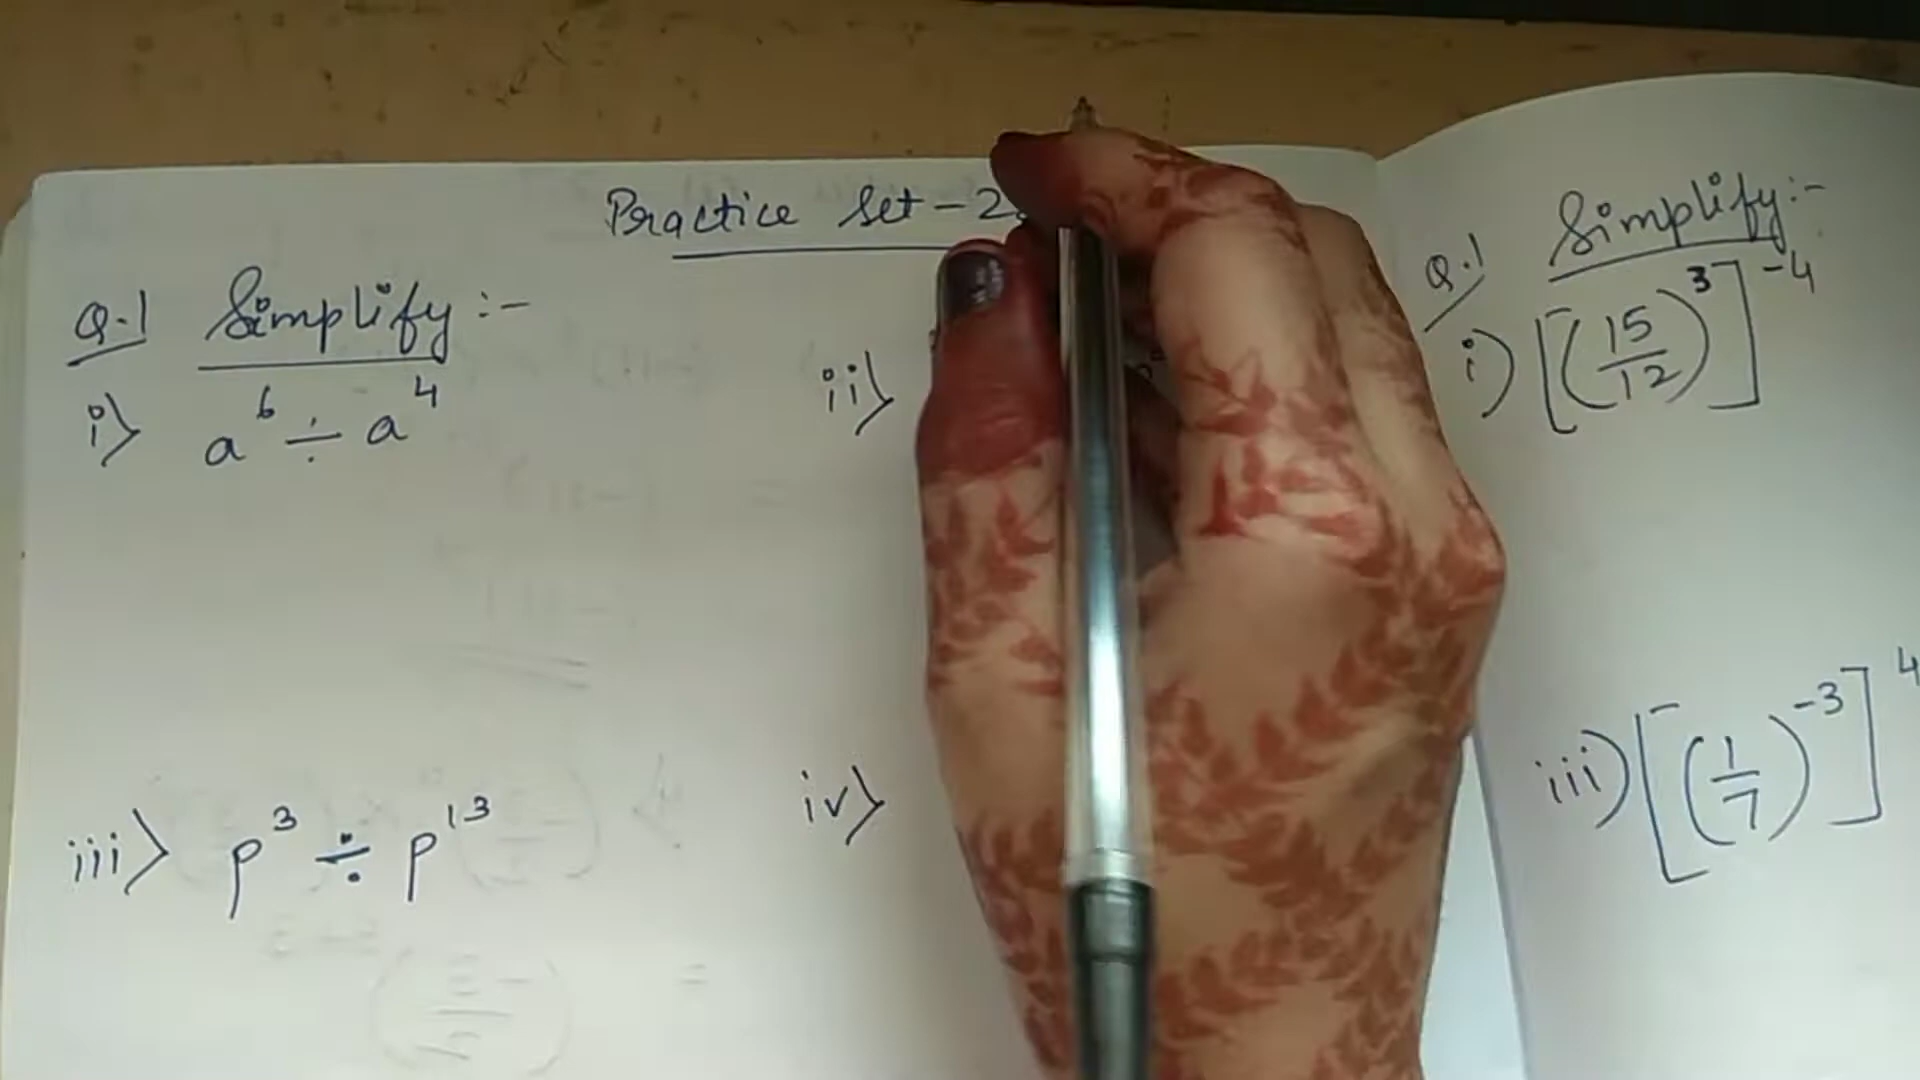 Practice Set - 2
Q.1 Simplify :-
i) a⁶ ÷ a⁴
ii)
iii) p³ ÷ p¹³
iv)
Q.1 Simplify :-
i) [(15/12)³]⁻⁴
iii) [(1/7)⁻³]⁴